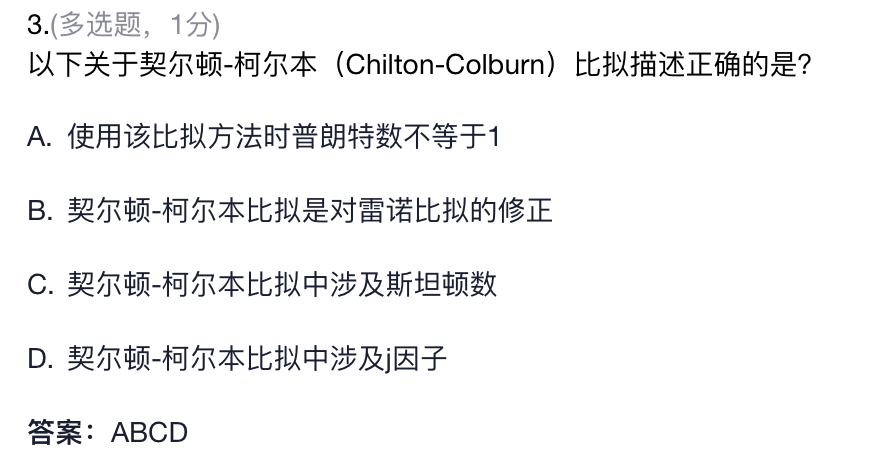 3.(多选题，1分)
以下关于契尔顿-柯尔本（Chilton-Colburn）比拟描述正确的是?
A. 使用该比拟方法时普朗特数不等于1
B. 契尔顿-柯尔本比拟是对雷诺比拟的修正
C. 契尔顿-柯尔本比拟中涉及斯坦顿数
D. 契尔顿-柯尔本比拟中涉及j因子
答案：ABCD